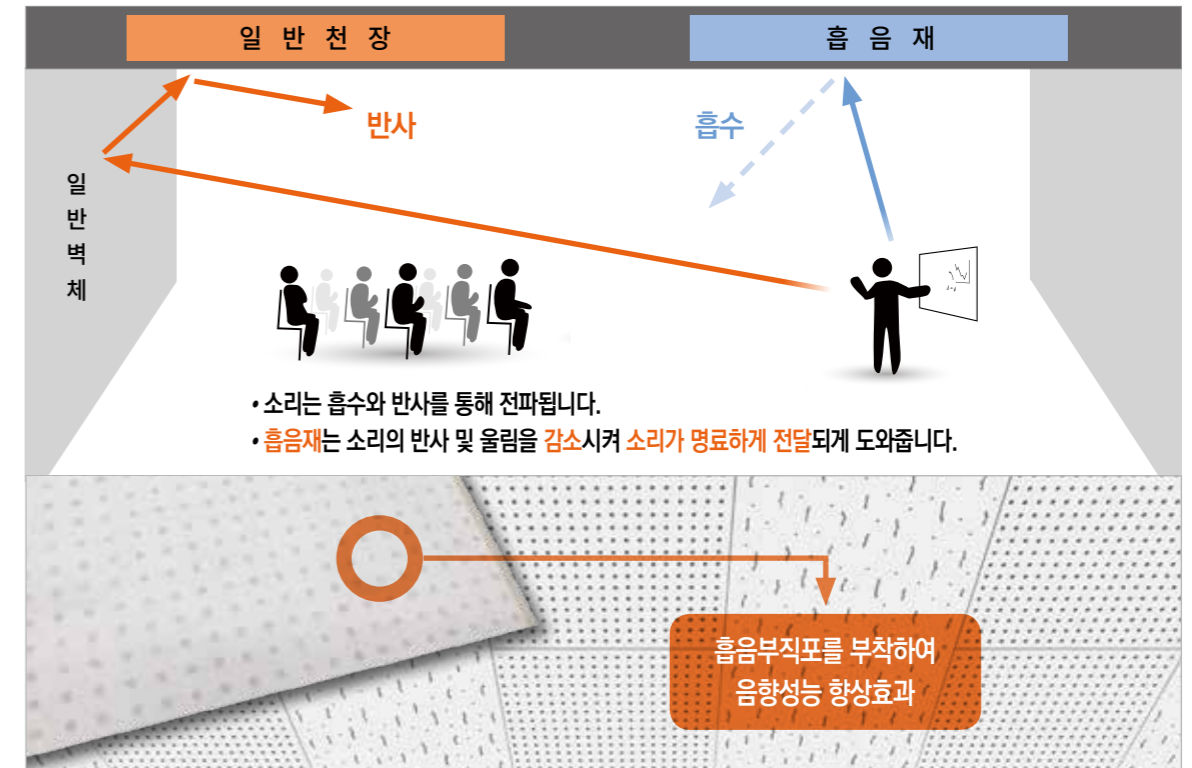 일반천장
흡음재
반사
흡수
일반벽체
• 소리는 흡수와 반사를 통해 전파됩니다.
• 흡음재는 소리의 반사 및 울림을 감소시켜 소리가 명료하게 전달되게 도와줍니다.
흡음부직포를 부착하여
음향성능 향상효과